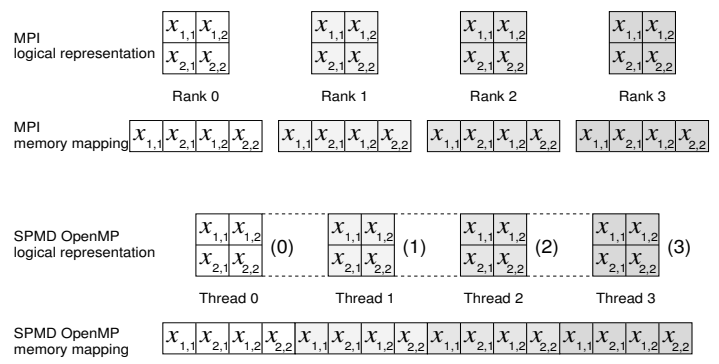 MPI
logical representation
x1,1 x1,2 x1,1 x1,2 x1,1 x1,2 x1,1 x1,2
x2,1 x2,2 x2,1 x2,2 x2,1 x2,2 x2,1 x2,2
Rank 0 Rank 1 Rank 2 Rank 3
MPI
memory mapping
x1,1 x2,1 x1,2 x2,2 x1,1 x2,1 x1,2 x2,2 x1,1 x2,1 x1,2 x2,2 x1,1 x2,1 x1,2 x2,2
SPMD OpenMP
logical representation
x1,1 x1,2 x1,1 x1,2 x1,1 x1,2 x1,1 x1,2
(0) (1) (2) (3)
x2,1 x2,2 x2,1 x2,2 x2,1 x2,2 x2,1 x2,2
Thread 0 Thread 1 Thread 2 Thread 3
SPMD OpenMP
memory mapping
x1,1 x2,1 x1,2 x2,2 x1,1 x2,1 x1,2 x2,2 x1,1 x2,1 x1,2 x2,2 x1,1 x2,1 x1,2 x2,2